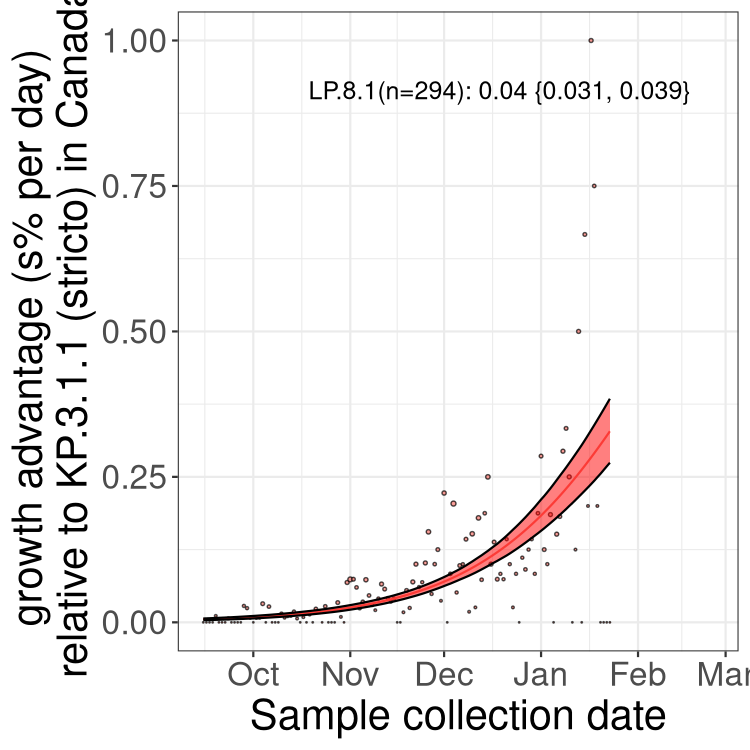 growth advantage (s% per day)
relative to KP.3.1.1 (stricto) in Canada
1.00
0.75
0.50
0.25
0.00
LP.8.1(n=294): 0.04 {0.031, 0.039}
Oct Nov Dec Jan Feb Mar
Sample collection date